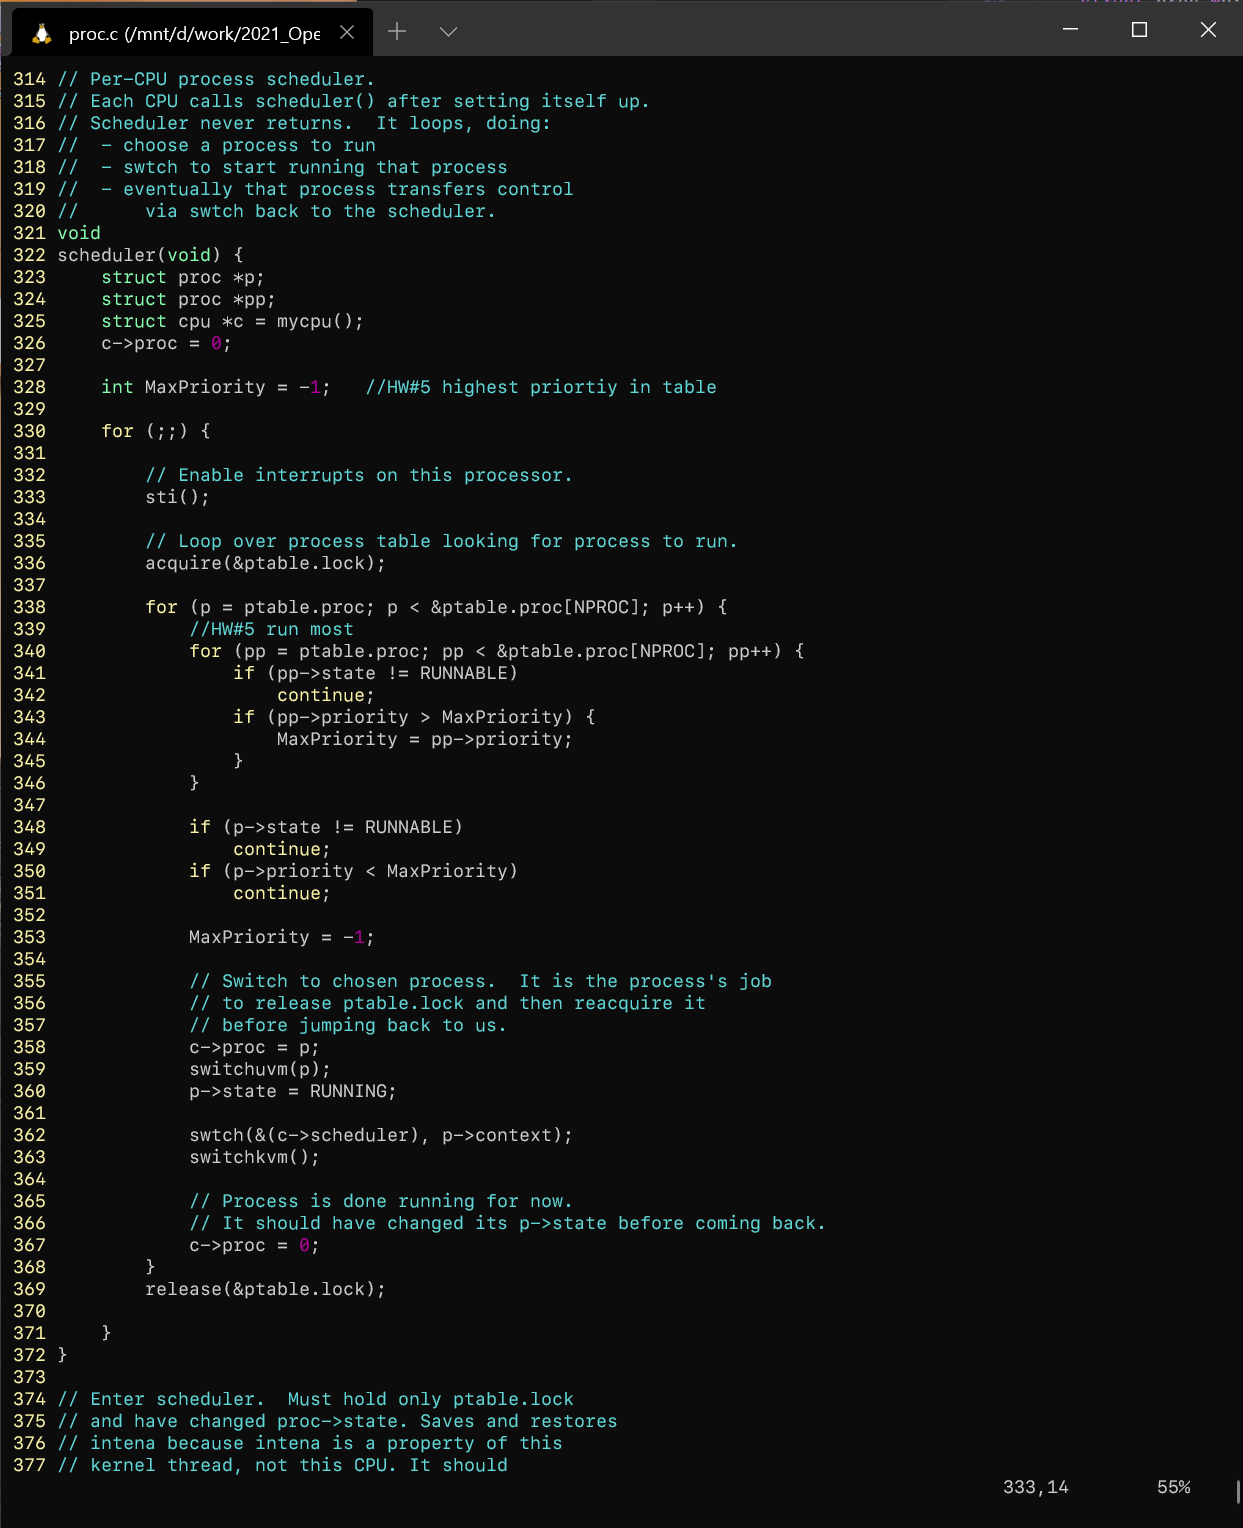 proc.c (/mnt/d/work/2021_Ope
314 // Per-CPU process scheduler.
315 // Each CPU calls scheduler() after setting itself up.
316 // Scheduler never returns.  It loops, doing:
317 //  - choose a process to run
318 //  - swtch to start running that process
319 //  - eventually that process transfers control
320 //      via swtch back to the scheduler.
321 void
322 scheduler(void) {
323     struct proc *p;
324     struct proc *pp;
325     struct cpu *c = mycpu();
326     c->proc = 0;
327
328     int MaxPriority = -1;   //HW#5 highest priortiy in table
329
330     for (;;) {
331
332         // Enable interrupts on this processor.
333         sti();
334
335         // Loop over process table looking for process to run.
336         acquire(&ptable.lock);
337
338         for (p = ptable.proc; p < &ptable.proc[NPROC]; p++) {
339             //HW#5 run most
340             for (pp = ptable.proc; pp < &ptable.proc[NPROC]; pp++) {
341                 if (pp->state != RUNNABLE)
342                     continue;
343                 if (pp->priority > MaxPriority) {
344                     MaxPriority = pp->priority;
345                 }
346             }
347
348             if (p->state != RUNNABLE)
349                 continue;
350             if (p->priority < MaxPriority)
351                 continue;
352
353             MaxPriority = -1;
354
355             // Switch to chosen process.  It is the process's job
356             // to release ptable.lock and then reacquire it
357             // before jumping back to us.
358             c->proc = p;
359             switchuvm(p);
360             p->state = RUNNING;
361
362             swtch(&(c->scheduler), p->context);
363             switchkvm();
364
365             // Process is done running for now.
366             // It should have changed its p->state before coming back.
367             c->proc = 0;
368         }
369         release(&ptable.lock);
370
371     }
372 }
373
374 // Enter scheduler.  Must hold only ptable.lock
375 // and have changed proc->state. Saves and restores
376 // intena because intena is a property of this
377 // kernel thread, not this CPU. It should
333,14        55%